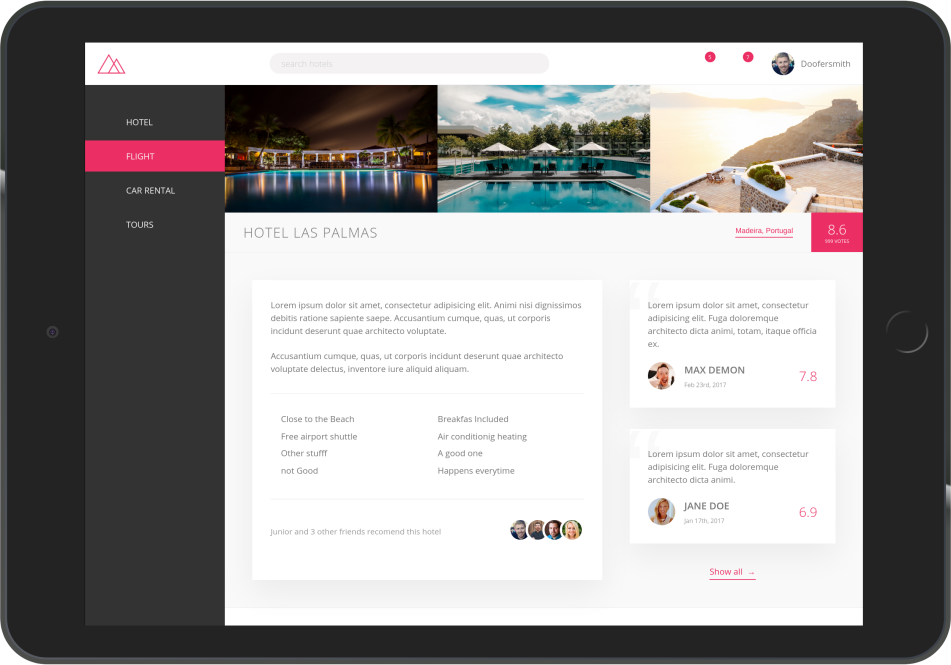 search hotels
5
7
Doofersmith
HOTEL
FLIGHT
CAR RENTAL
TOURS
HOTEL LAS PALMAS
Madeira, Portugal
8.6
999 VOTES
Lorem ipsum dolor sit amet, consectetur adipisicing elit. Animi nisi dignissimos
debitis ratione sapiente saepe. Accusantium cumque, quas, ut corporis
incidunt deserunt quae architecto voluptate.
Accusantium cumque, quas, ut corporis incidunt deserunt quae architecto
voluptate delectus, inventore iure aliquid aliquam.
Close to the Beach
Breakfas Included
Free airport shuttle
Air conditionig heating
Other stufff
A good one
not Good
Happens everytime
Junior and 3 other friends recomend this hotel
“
Lorem ipsum dolor sit amet, consectetur
adipisicing elit. Fuga doloremque
architecto dicta animi, totam, itaque officia
ex.
MAX DEMON
Feb 23rd, 2017
7.8
“
Lorem ipsum dolor sit amet, consectetur
adipisicing elit. Fuga doloremque
architecto dicta animi.
JANE DOE
Jan 17th, 2017
6.9
Show all →